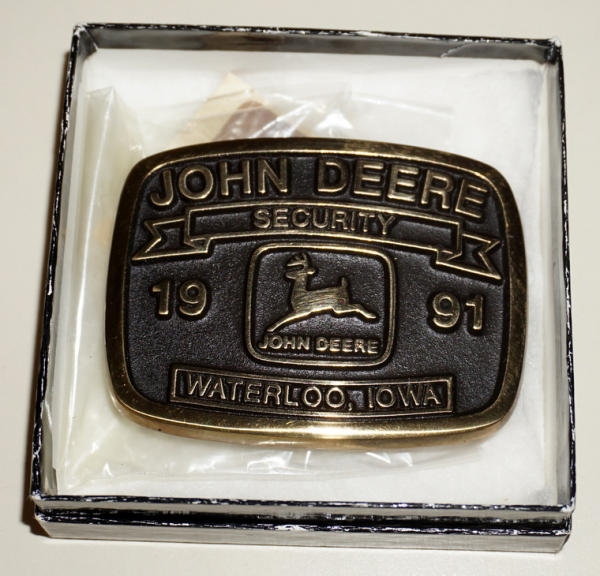 JOHN DEERE
SECURITY
19 91
JOHN DEERE
WATERLOO, IOWA